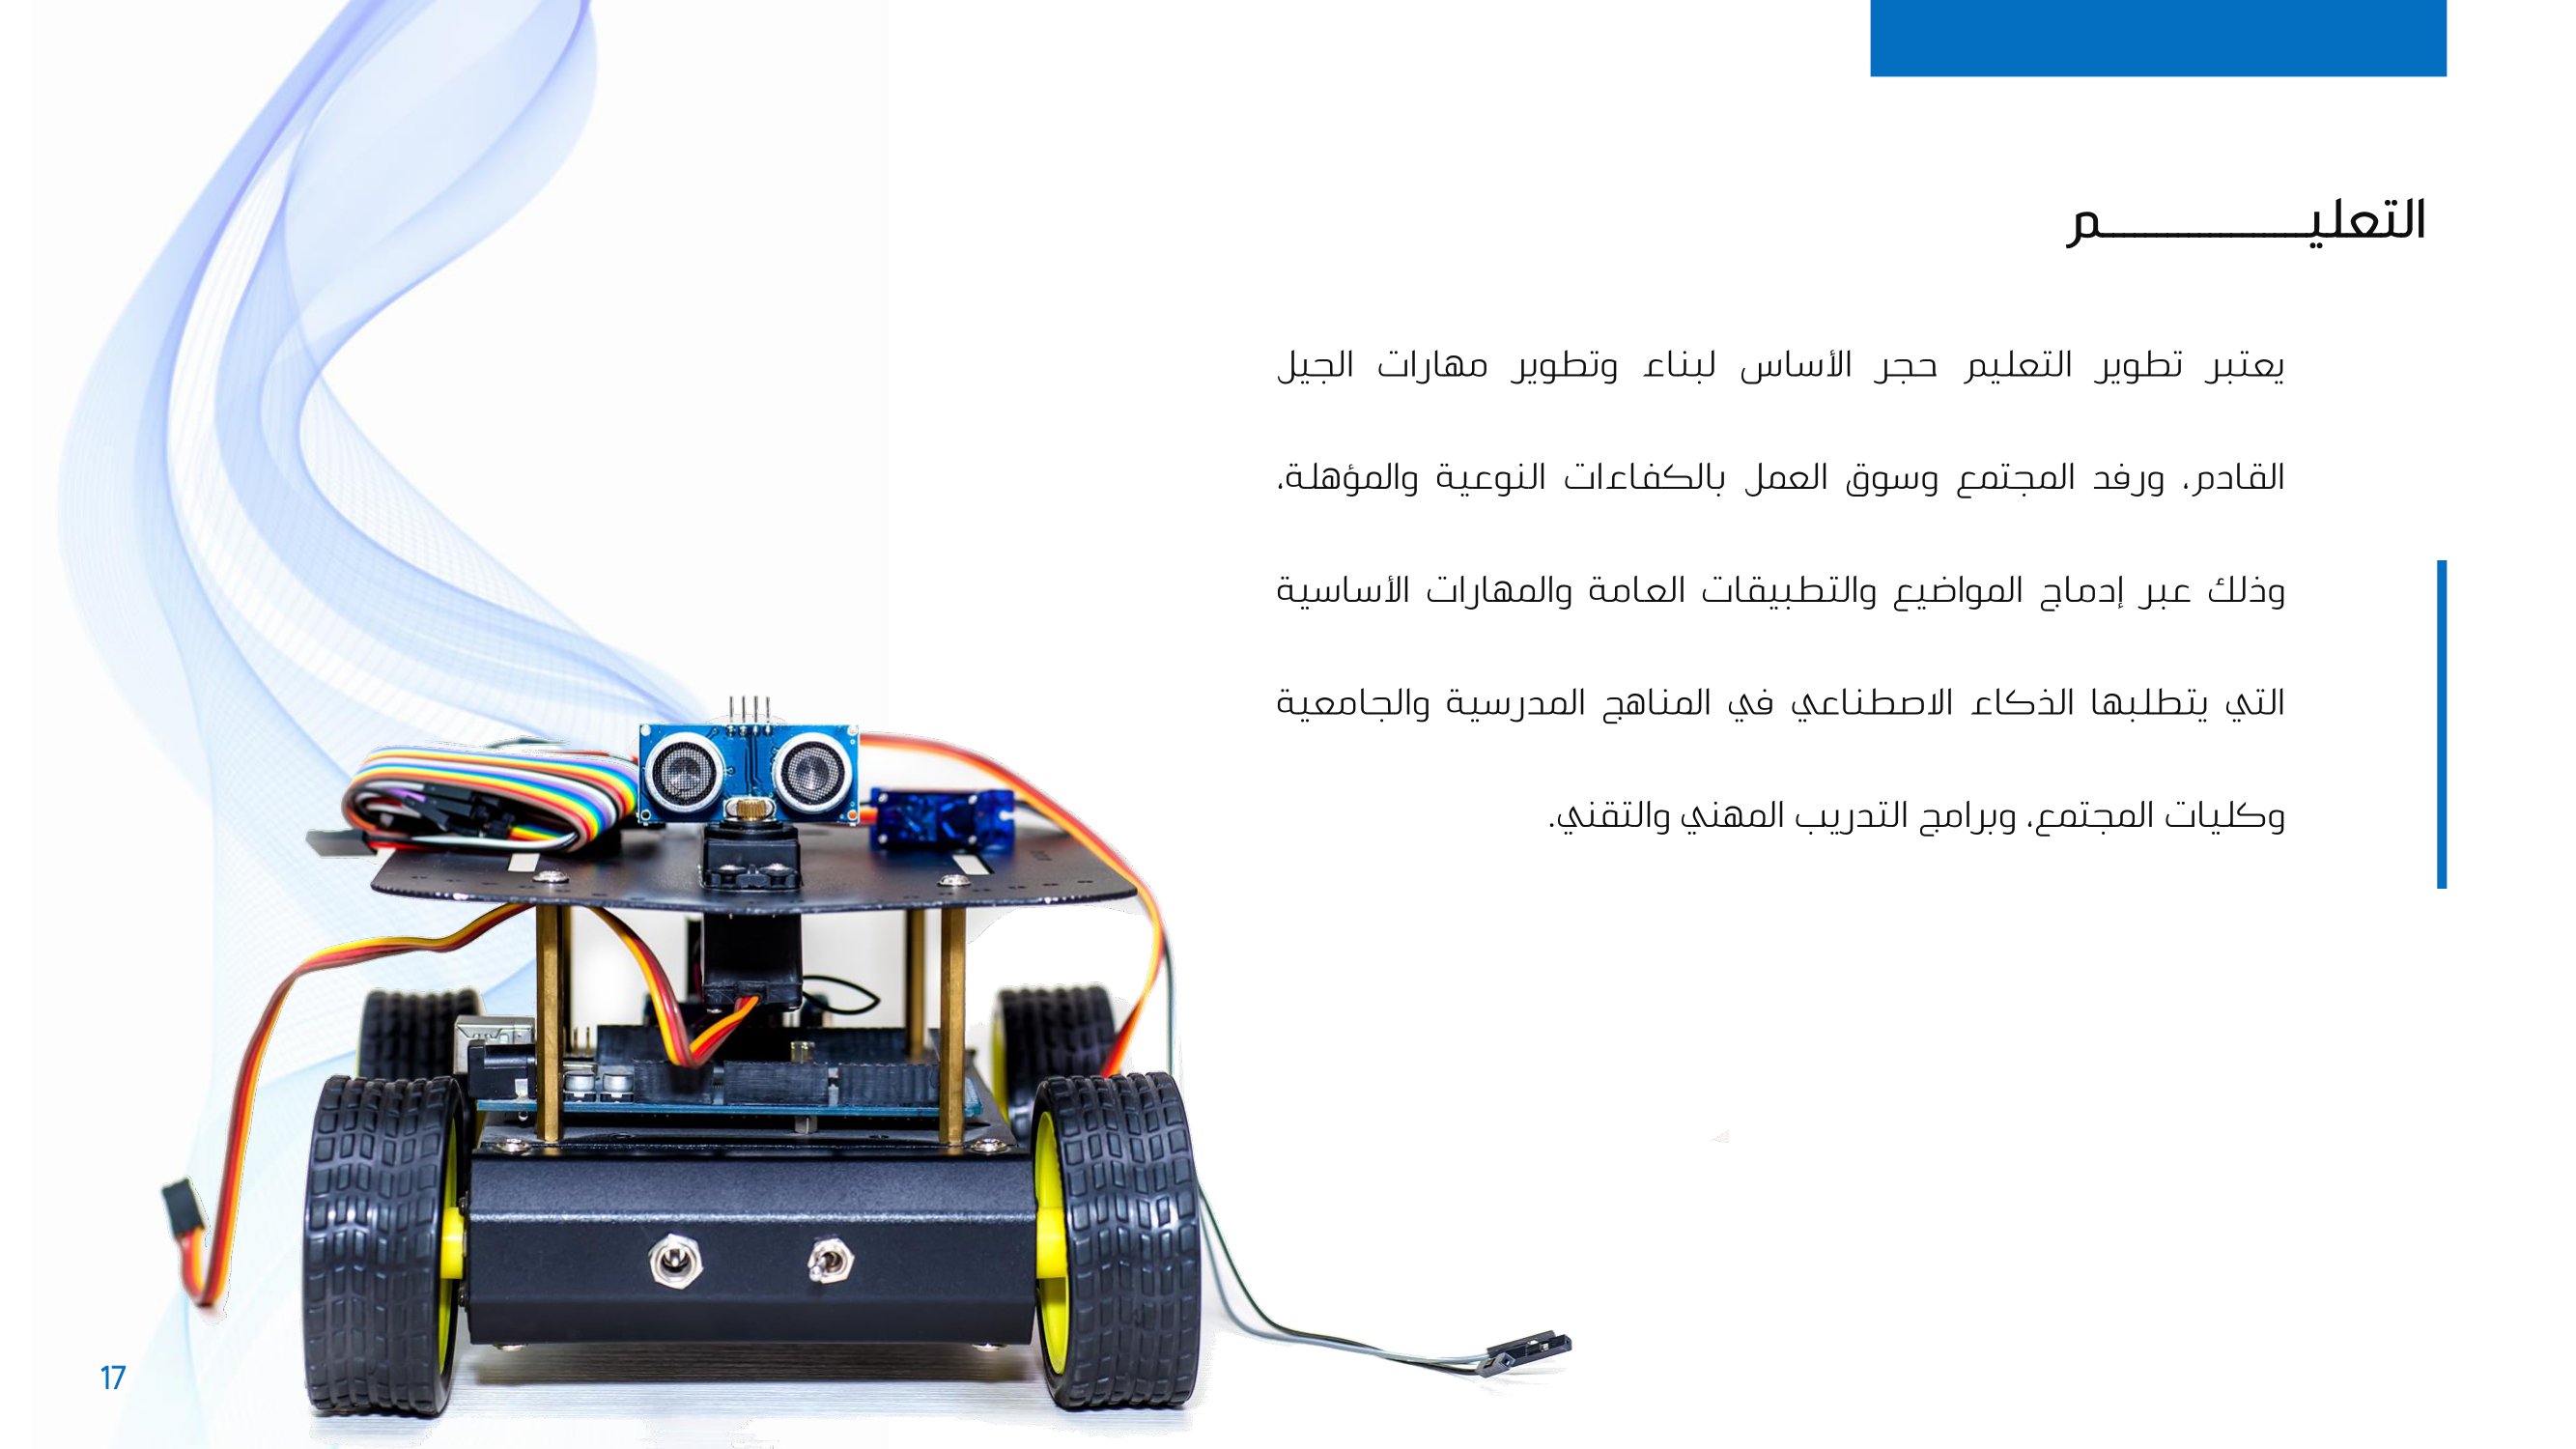 التعليـــــــــــــــــم
يعتبر تطوير التعليم حجر الأساس لبناء وتطوير مهارات الجيل
القادم، ورفد المجتمع وسوق العمل بالكفاءات النوعية والمؤهلة،
وذلك عبر إدماج المواضيع والتطبيقات العامة والمهارات الأساسية
التي يتطلبها الذكاء الاصطناعي في المناهج المدرسية والجامعية
وكليات المجتمع، وبرامج التدريب المهني والتقني.
17